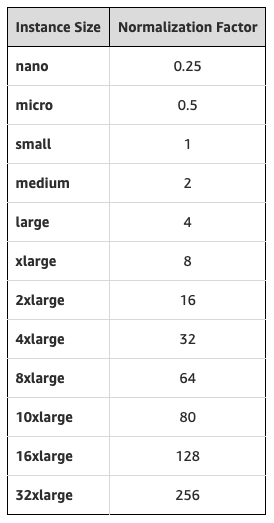 Instance Size Normalization Factor
nano 0.25
micro 0.5
small 1
medium 2
large 4
xlarge 8
2xlarge 16
4xlarge 32
8xlarge 64
10xlarge 80
16xlarge 128
32xlarge 256